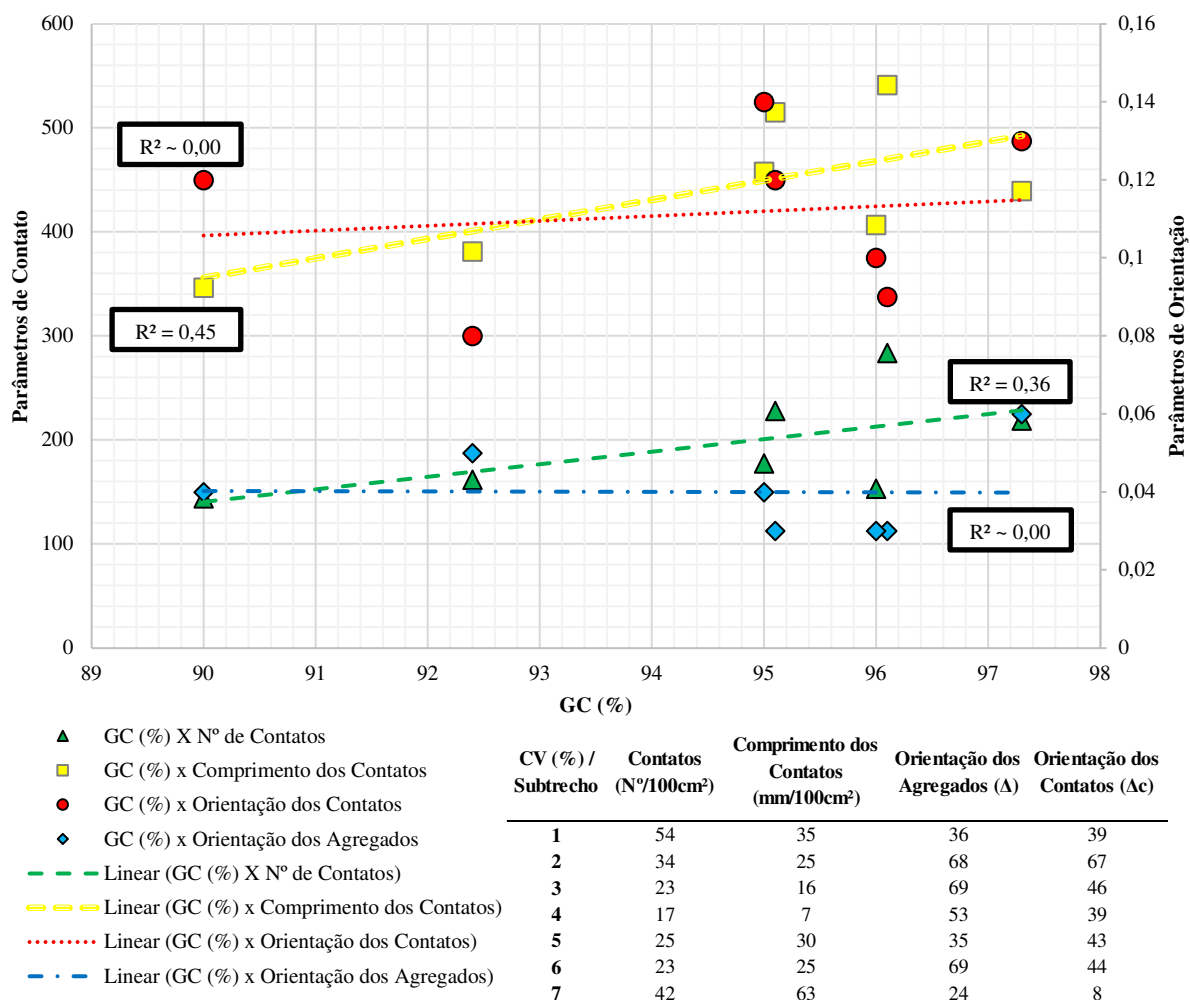 600
500
400
300
200
100
0
Parâmetros de Contato
0,16
0,14
0,12
0,1
0,08
0,06
0,04
0,02
0
Parâmetros de Orientação
R² ~ 0,00
R² = 0,45
R² = 0,36
R² ~ 0,00
89 90 91 92 93 94 95 96 97 98
GC (%)
GC (%) X Nº de Contatos
GC (%) x Comprimento dos Contatos
GC (%) x Orientação dos Contatos
GC (%) x Orientação dos Agregados
Linear (GC (%) X Nº de Contatos)
Linear (GC (%) x Comprimento dos Contatos)
Linear (GC (%) x Orientação dos Contatos)
Linear (GC (%) x Orientação dos Agregados)
CV (%) / Subtrecho Contatos (Nº/100cm²) Comprimento dos Contatos (mm/100cm²) Orientação dos Agregados (Δ) Orientação dos Contatos (Δc)
1 54 35 36 39
2 34 25 68 67
3 23 16 69 46
4 17 7 53 39
5 25 30 35 43
6 23 25 69 44
7 42 63 24 8